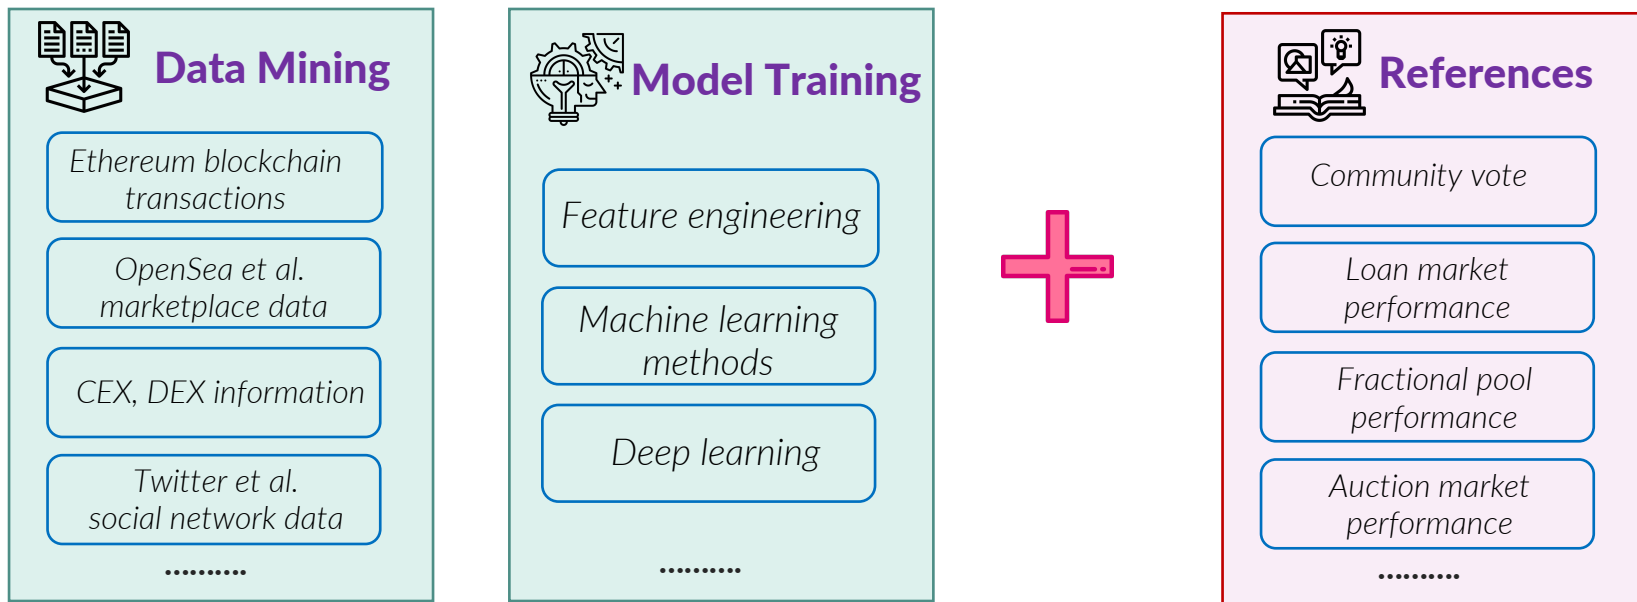 Data Mining
Ethereum blockchain
transactions
OpenSea et al.
marketplace data
CEX, DEX information
Twitter et al.
social network data
..........
Model Training
Feature engineering
Machine learning
methods
Deep learning
..........
References
Community vote
Loan market
performance
Fractional pool
performance
Auction market
performance
..........